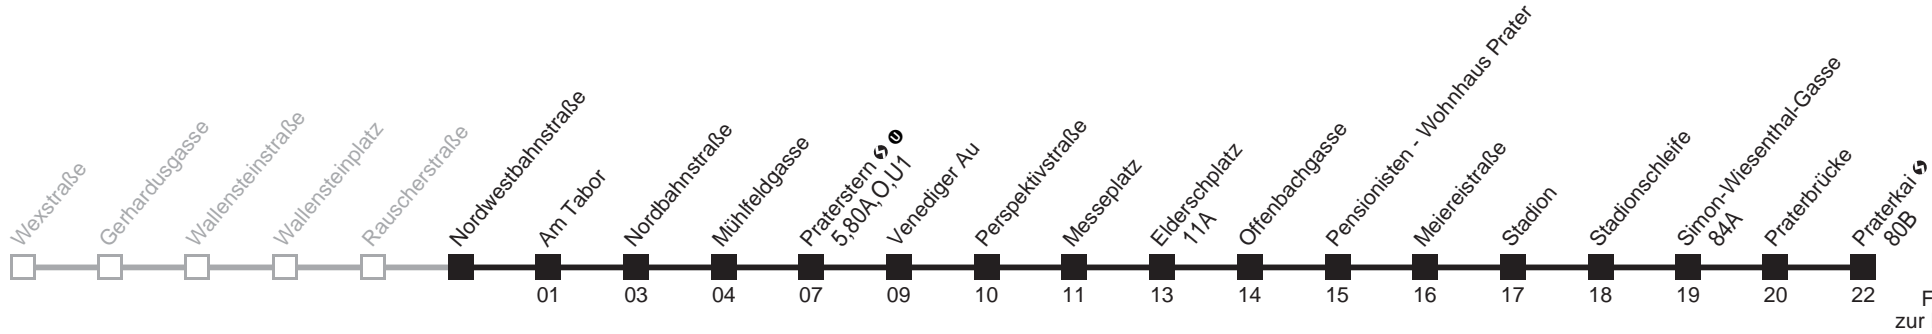 Wexstraße
Gerhardusgasse
Wallensteinstraße
Wallensteinplatz
Rauscherstraße
Nordwestbahnstraße
Am Tabor
Nordbahnstraße
Mühlfeldgasse
Praterstern S U
5,80A,O,U1
Venediger Au
Perspektivstraße
Messeplatz
Elderschplatz
11A
Offenbachgasse
Pensionisten - Wohnhaus Prater
Meiereistraße
Stadion
Stadionschleife
Simon-Wiesenthal-Gasse
84A
Praterbrücke
Praterkai S
80B
01 03 04 07 09 10 11 13 14 15 16 17 18 19 20 22
F
zur